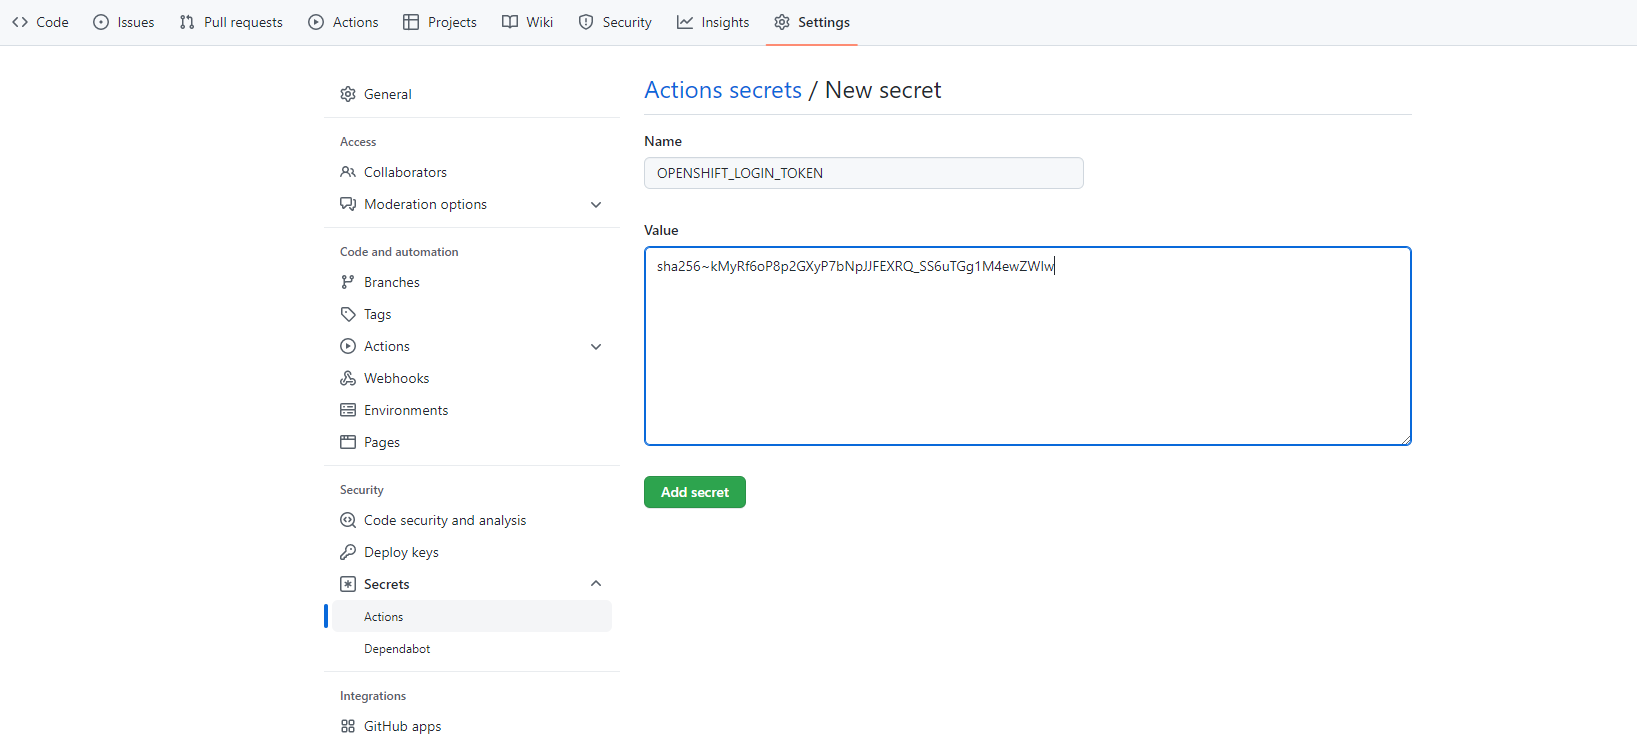 Code Issues Pull requests Actions Projects Wiki Security Insights Settings
General
Access
Collaborators
Moderation options
Code and automation
Branches
Tags
Actions
Webhooks
Environments
Pages
Security
Code security and analysis
Deploy keys
Secrets
Actions
Dependabot
Integrations
GitHub apps
Actions secrets / New secret
Name
OPENSHIFT_LOGIN_TOKEN
Value
sha256~kMyRf6oP8p2GXyP7bNpJJFEXRQ_SS6uTGg1M4ewZWIw
Add secret